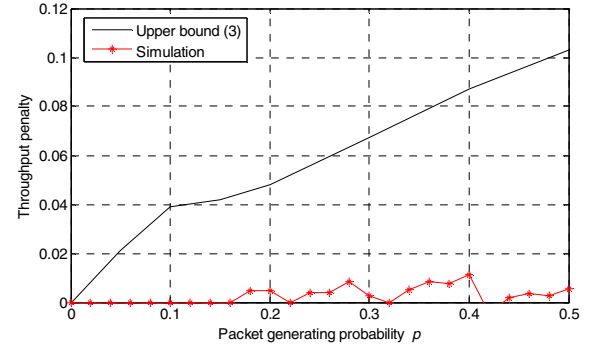 0.12
0.1
0.08
0.06
0.04
0.02
0
Throughput penalty
Upper bound (3)
Simulation
0 0.1 0.2 0.3 0.4 0.5
Packet generating probability p